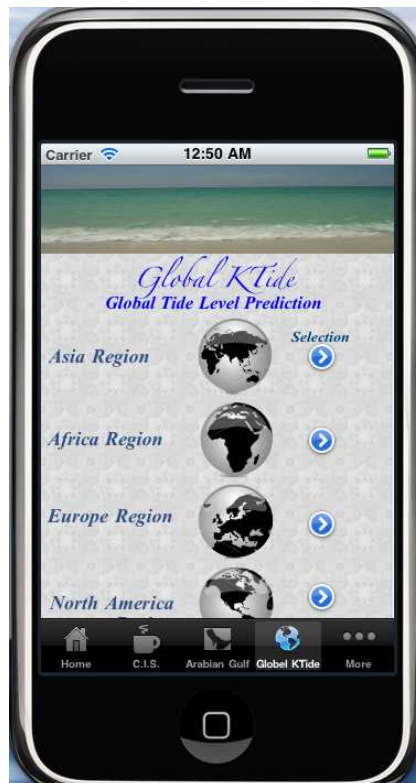 Carrier 12:50 AM
Global KTide
Global Tide Level Prediction
Selection
Asia Region
Africa Region
Europe Region
North America
Home C.I.S. Arabian Gulf Globel KTide More